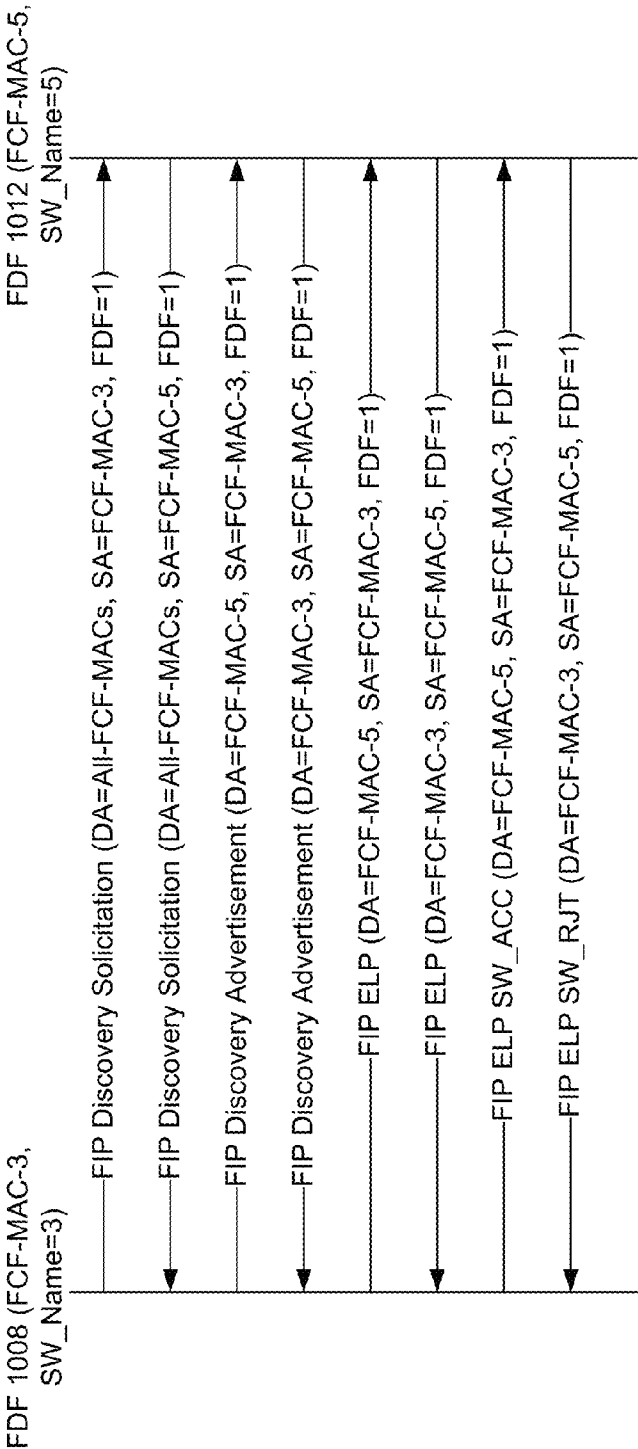 FDF 1008 (FCF-MAC-3,
SW_Name=3)
FDF 1012 (FCF-MAC-5,
SW_Name=5)
FIP Discovery Solicitation (DA=All-FCF-MACs, SA=FCF-MAC-3, FDF=1)
FIP Discovery Solicitation (DA=All-FCF-MACs, SA=FCF-MAC-5, FDF=1)
FIP Discovery Advertisement (DA=FCF-MAC-5, SA=FCF-MAC-3, FDF=1)
FIP Discovery Advertisement (DA=FCF-MAC-3, SA=FCF-MAC-5, FDF=1)
FIP ELP (DA=FCF-MAC-5, SA=FCF-MAC-3, FDF=1)
FIP ELP (DA=FCF-MAC-3, SA=FCF-MAC-5, FDF=1)
FIP ELP SW_ACC (DA=FCF-MAC-5, SA=FCF-MAC-3, FDF=1)
FIP ELP SW_RJT (DA=FCF-MAC-3, SA=FCF-MAC-5, FDF=1)